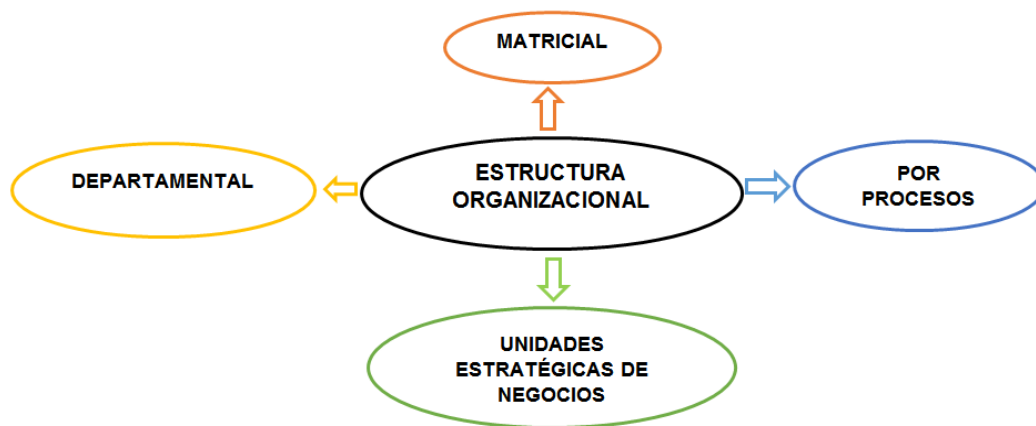 MATRICIAL
ESTRUCTURA
ORGANIZACIONAL
DEPARTAMENTAL
POR
PROCESOS
UNIDADES
ESTRATÉGICAS DE
NEGOCIOS